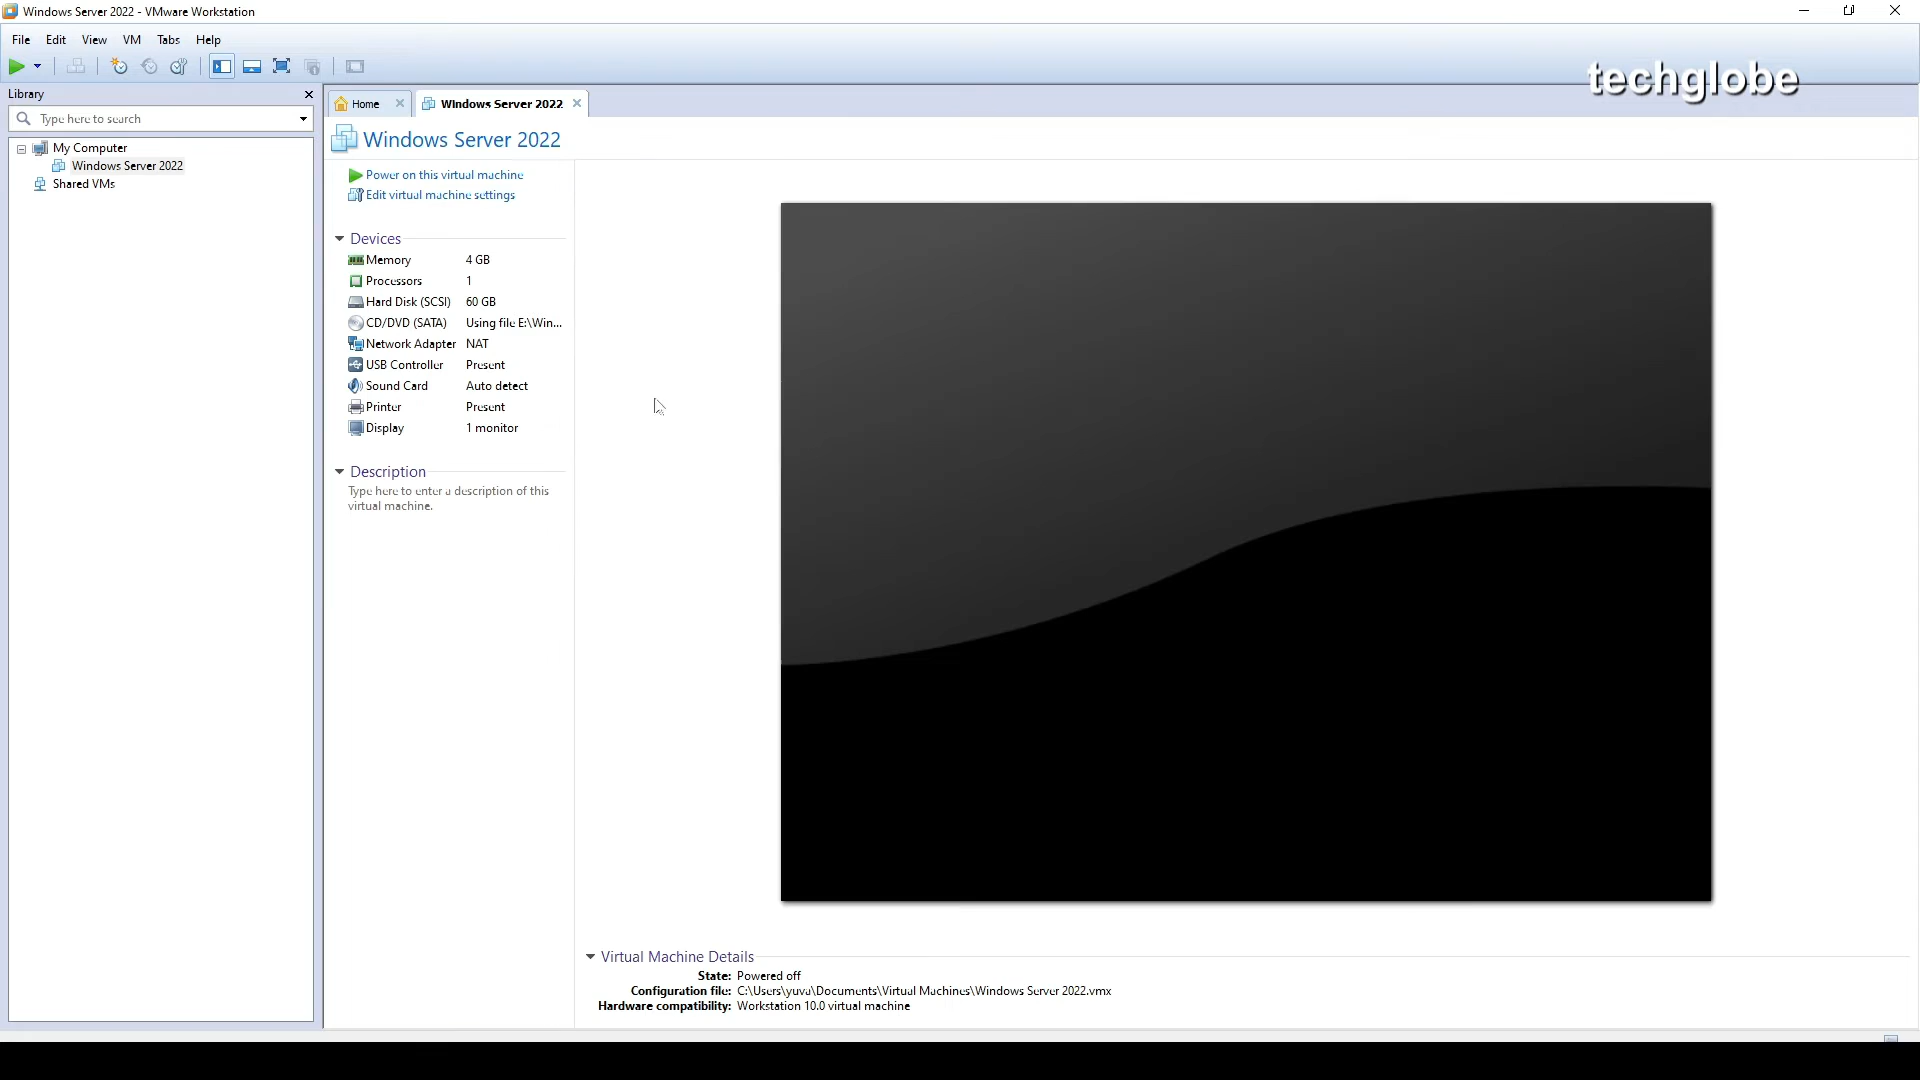 Windows Server 2022 - VMware Workstation
File Edit View VM Tabs Help
techglobe
Library
Type here to search
My Computer
Windows Server 2022
Shared VMs
Home
Windows Server 2022
Windows Server 2022
Power on this virtual machine
Edit virtual machine settings
Devices
Memory 4 GB
Processors 1
Hard Disk (SCSI) 60 GB
CD/DVD (SATA) Using file E:\Win...
Network Adapter NAT
USB Controller Present
Sound Card Auto detect
Printer Present
Display 1 monitor
Description
Type here to enter a description of this
virtual machine.
Virtual Machine Details
State: Powered off
Configuration file: C:\Users\yuva\Documents\Virtual Machines\Windows Server 2022.vmx
Hardware compatibility: Workstation 10.0 virtual machine